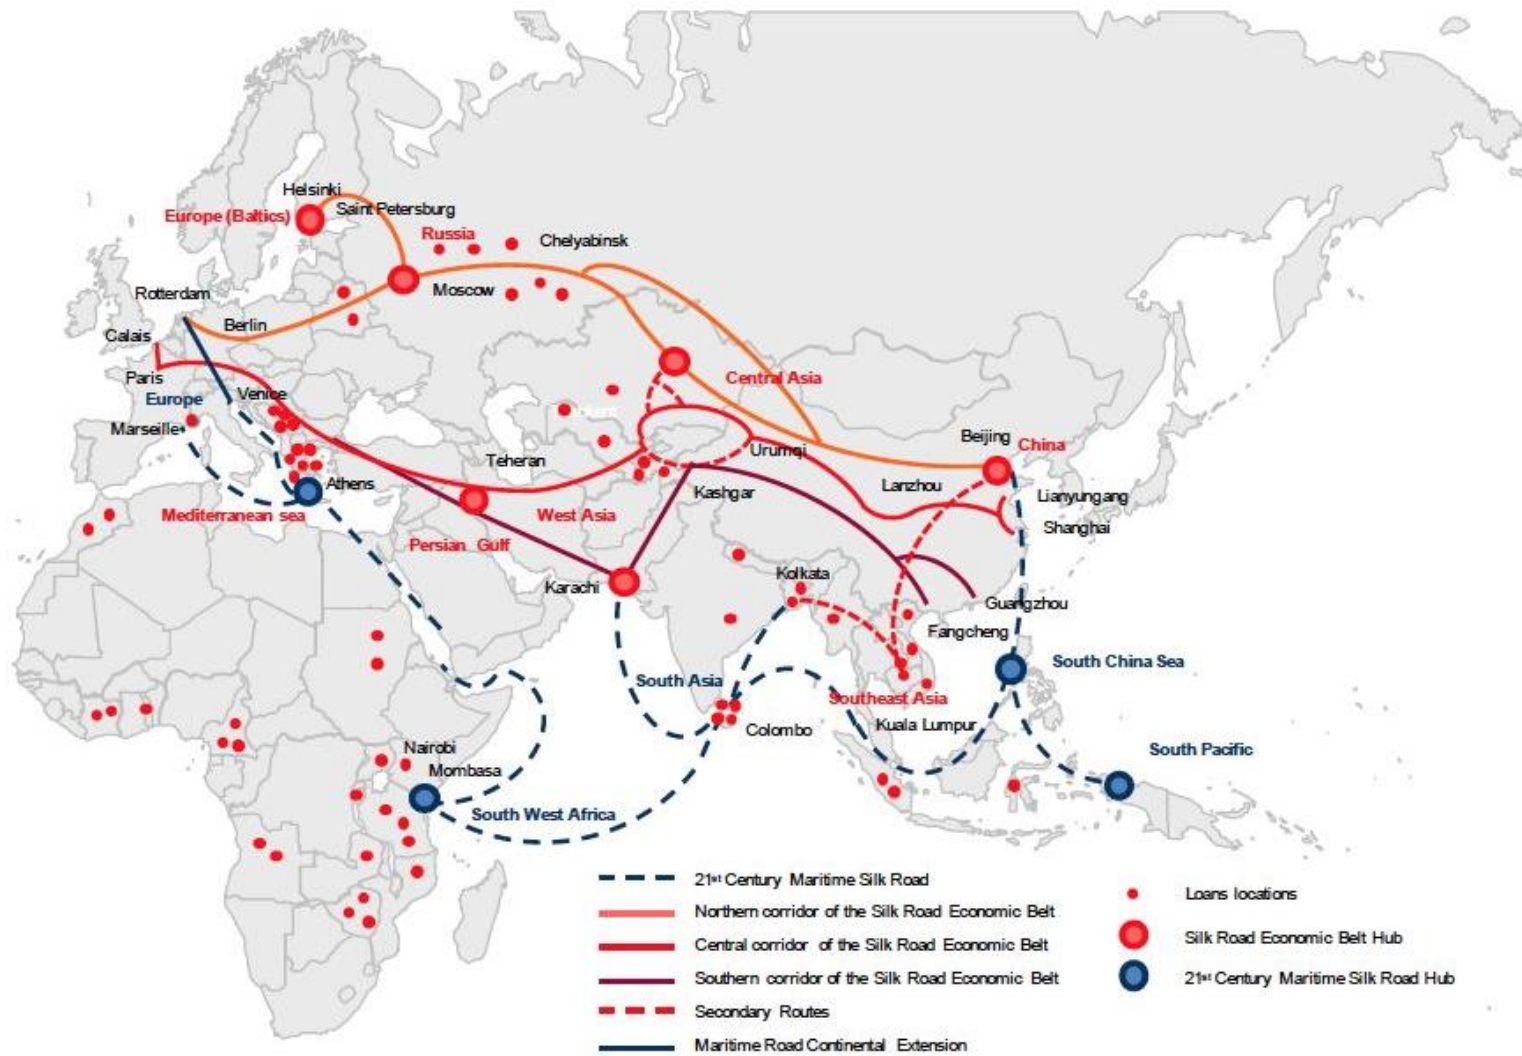 Helsinki
Europe (Baltics)
Saint Petersburg
Russia
Chelyabinsk
Rotterdam
Moscow
Berlin
Calais
Paris
Central Asia
Europe
Venice
Marseille
Beijing
China
Urumqi
Teheran
Athens
Kashgar
Lanzhou
Lianyungang
Mediterranean sea
West Asia
Shanghai
Persian Gulf
Karachi
Kolkata
Guangzhou
Fangcheng
South China Sea
South Asia
Southeast Asia
Kuala Lumpur
Colombo
Nairobi
South Pacific
Mombasa
South West Africa
21st Century Maritime Silk Road
Northern corridor of the Silk Road Economic Belt
Central corridor of the Silk Road Economic Belt
Southern corridor of the Silk Road Economic Belt
Secondary Routes
Maritime Road Continental Extension
Loans locations
Silk Road Economic Belt Hub
21st Century Maritime Silk Road Hub